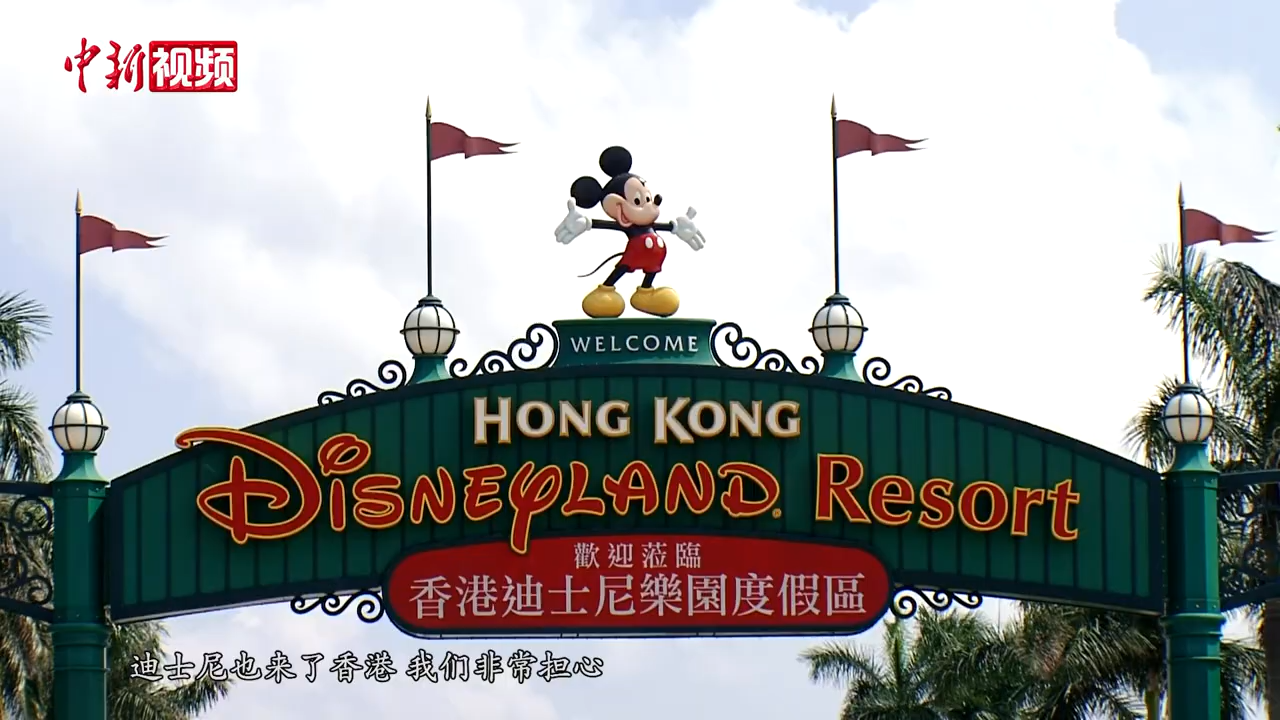 中新视频
WELCOME
HONG KONG
DISNEYLAND Resort
歡迎蒞臨
香港迪士尼樂園度假區
迪士尼也来了香港 我们非常担心